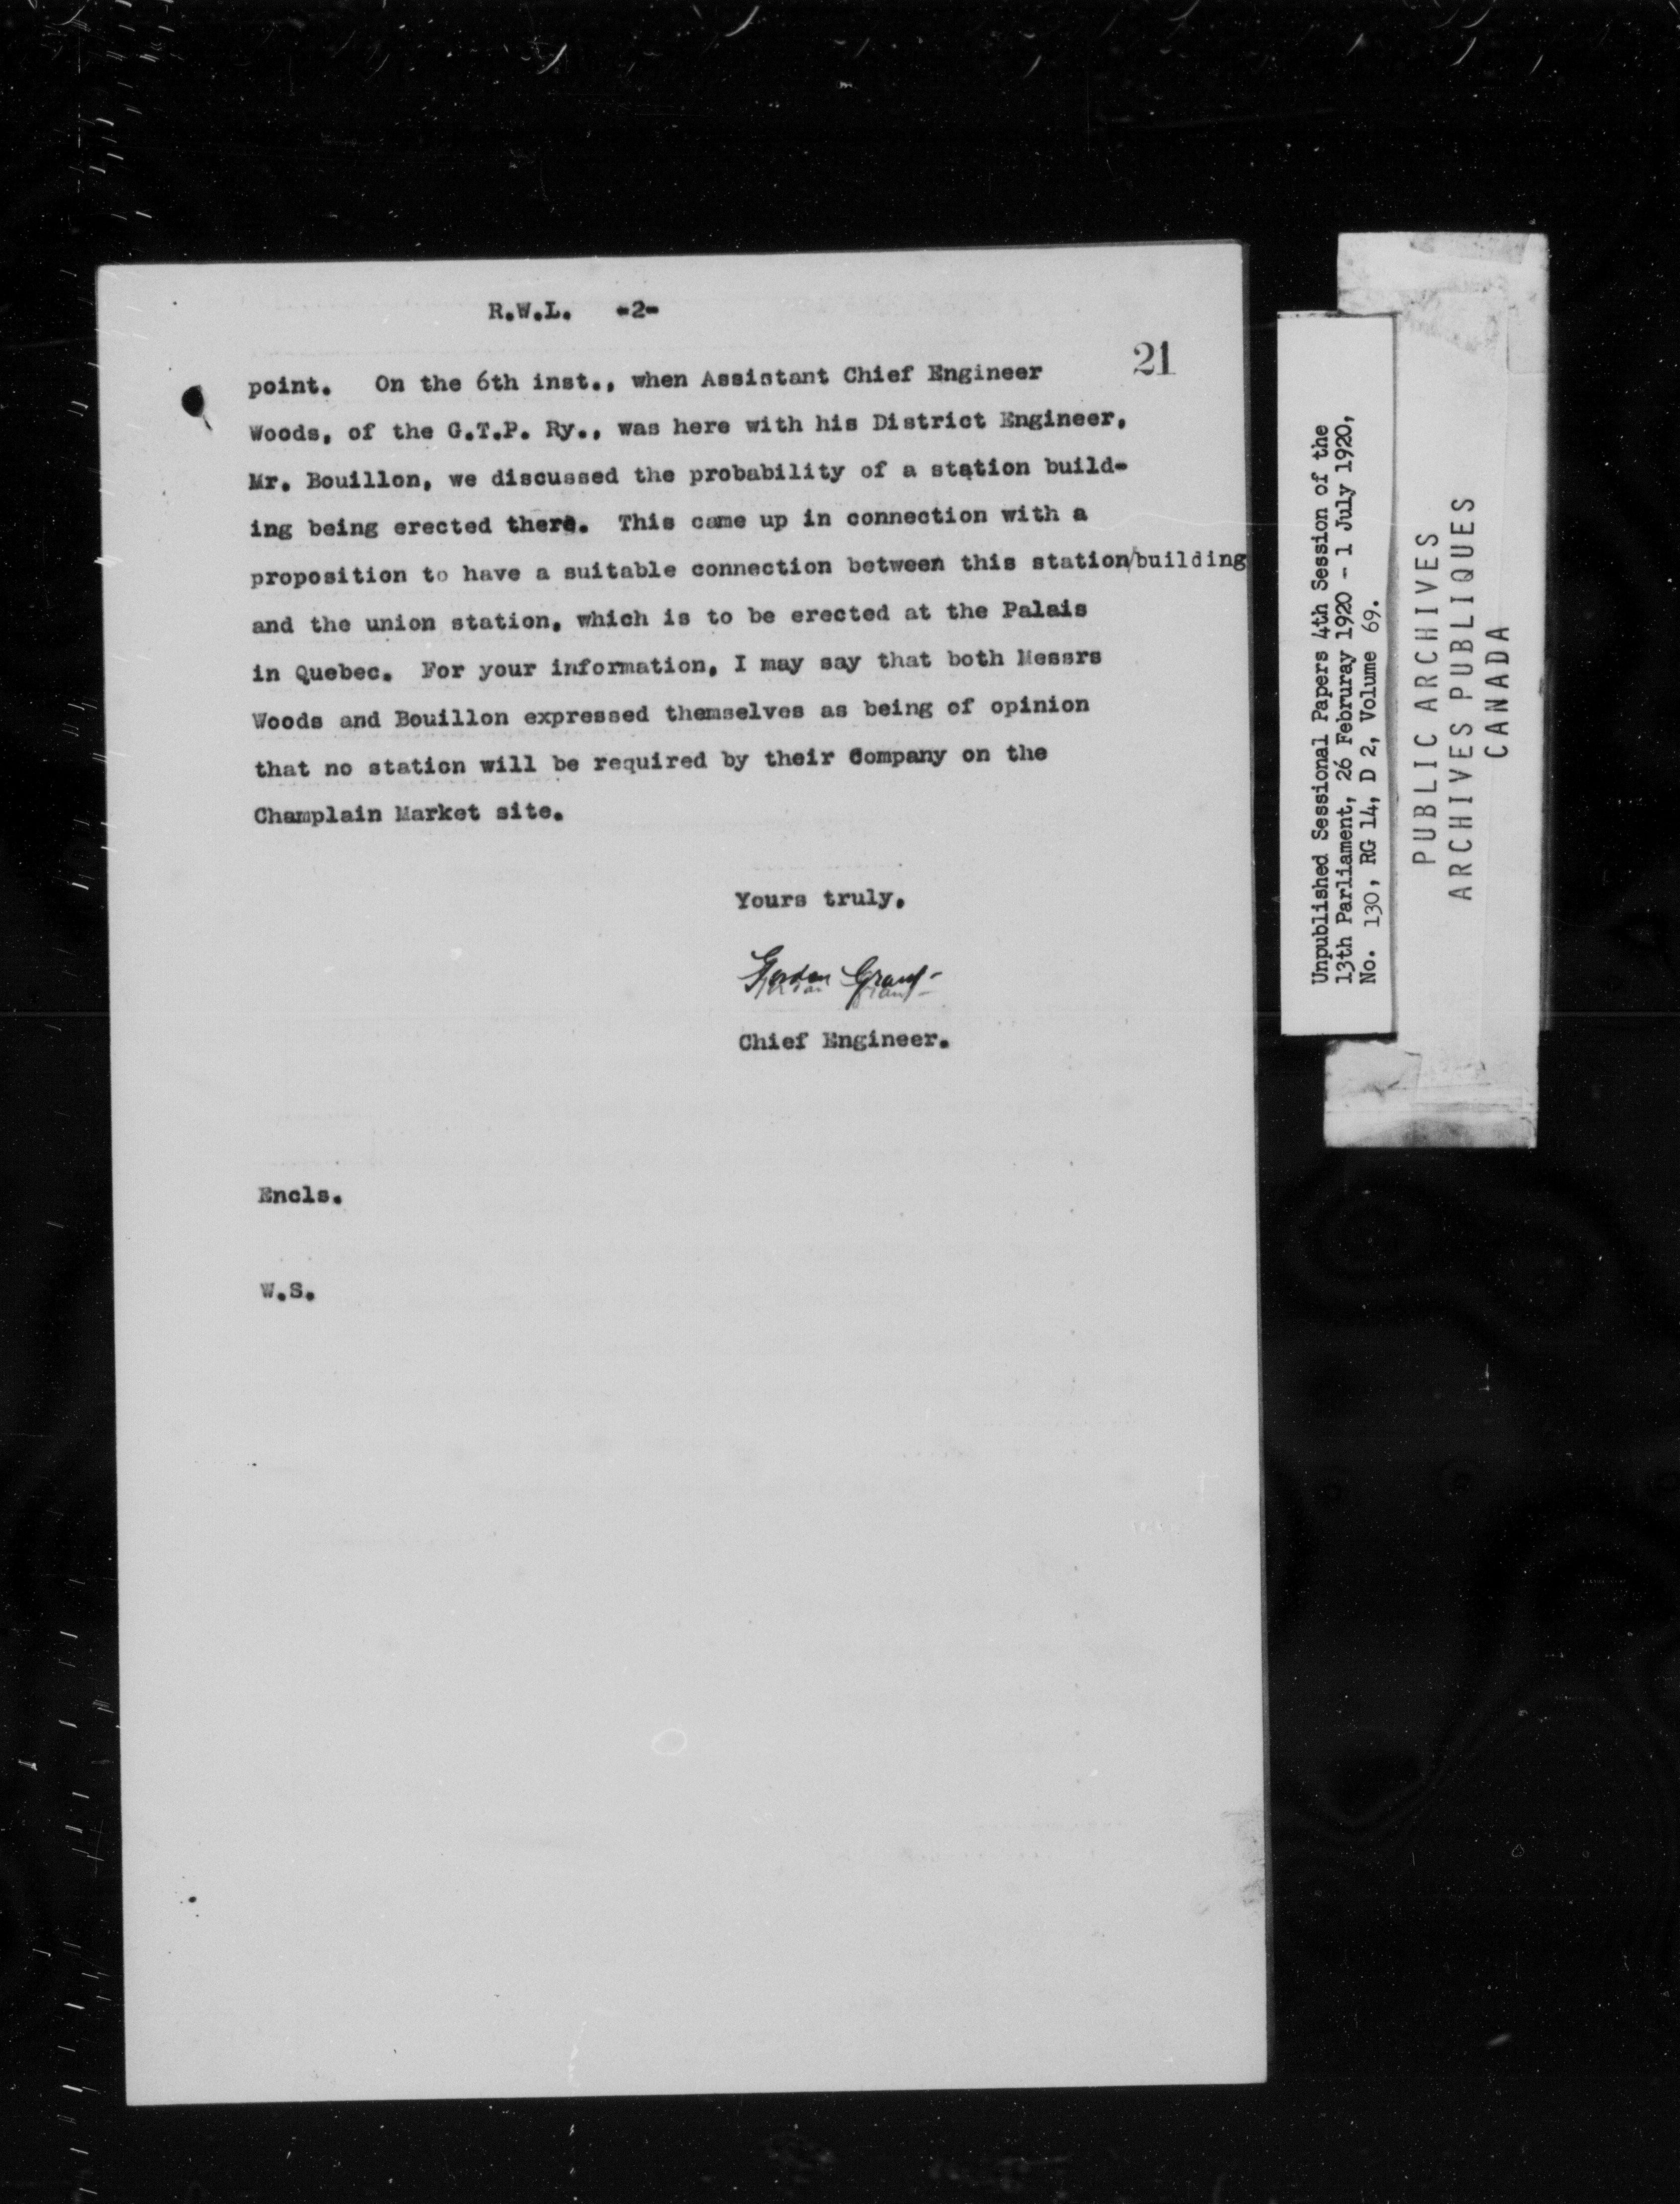 R.W.L. -2-
21
point. On the 6th inst., when Assistant Chief Engineer
Woods, of the G.T.P. Ry., was here with his District Engineer,
Mr. Bouillon, we discussed the probability of a station build-
ing being erected there. This came up in connection with a
proposition to have a suitable connection between this station/building
and the union station, which is to be erected at the Palais
in Quebec. For your information, I may say that both Messrs
Woods and Bouillon expressed themselves as being of opinion
that no station will be required by their Company on the
Champlain Market site.
Yours truly,
Gordon Grant
Chief Engineer.
Encls.
W.S.
Unpublished Sessional Papers 4th Session of the
13th Parliament, 26 Februray 1920 - 1 July 1920,
No. 130, RG 14, D 2, Volume 69.
PUBLIC ARCHIVES
ARCHIVES PUBLIQUES
CANADA